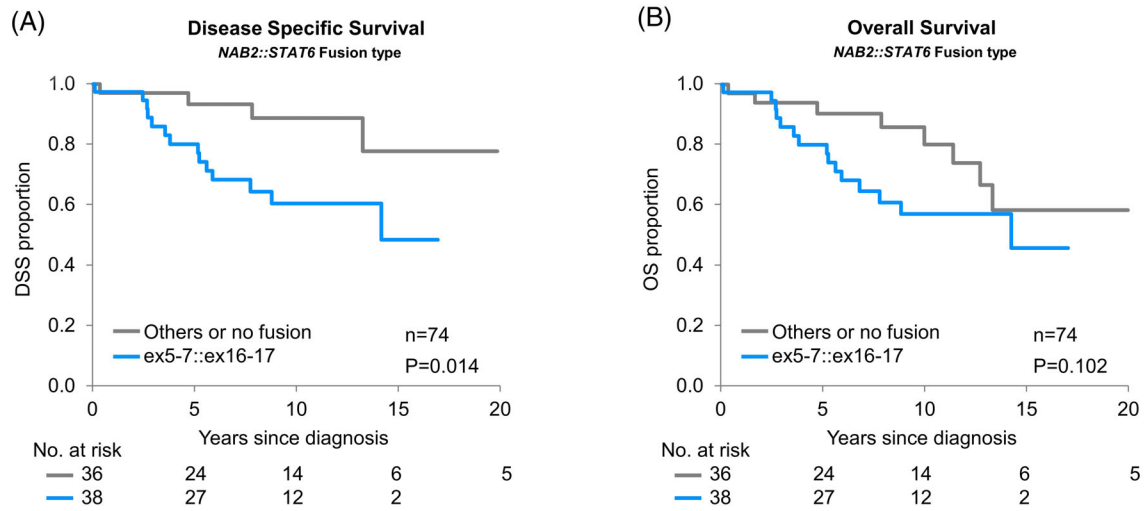 (A)
Disease Specific Survival
NAB2::STAT6 Fusion type
DSS proportion
1.0
0.8
0.6
0.4
0.2
0.0
Others or no fusion
ex5-7::ex16-17
n=74
P=0.014
0 5 10 15 20
Years since diagnosis
No. at risk
36 24 14 6 5
38 27 12 2
(B)
Overall Survival
NAB2::STAT6 Fusion type
OS proportion
1.0
0.8
0.6
0.4
0.2
0.0
Others or no fusion
ex5-7::ex16-17
n=74
P=0.102
0 5 10 15 20
Years since diagnosis
No. at risk
36 24 14 6 5
38 27 12 2